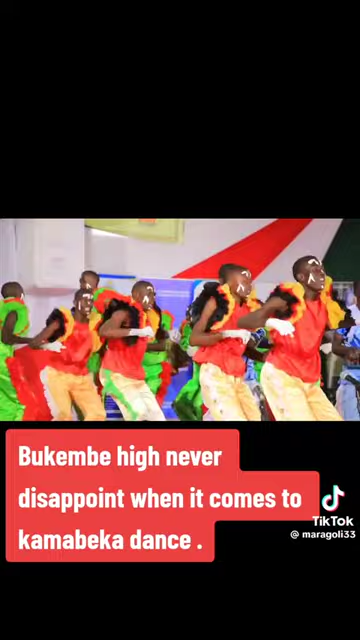 Bukembe high never
disappoint when it comes to
kamabeka dance .
TikTok
@ maragoli33